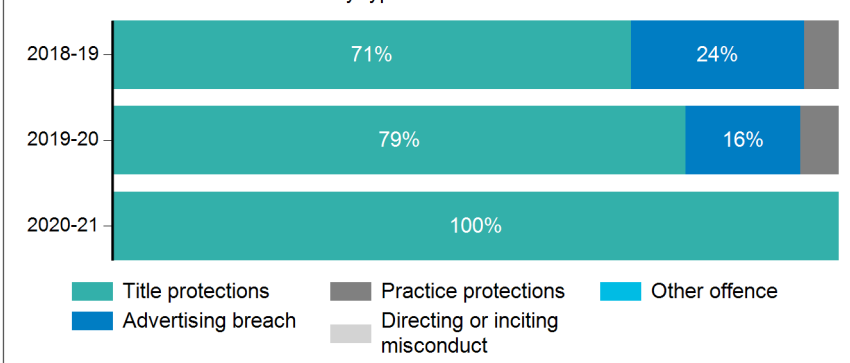 2018-19
71%
24%
2019-20
79%
16%
2020-21
100%
Title protections
Practice protections
Other offence
Advertising breach
Directing or inciting
misconduct